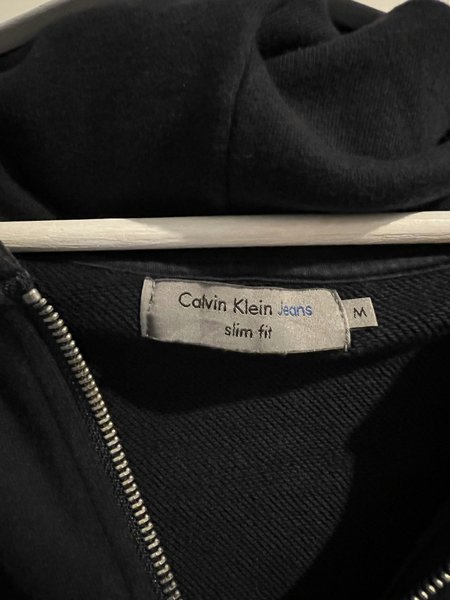 Calvin Klein Jeans
slim fit
M